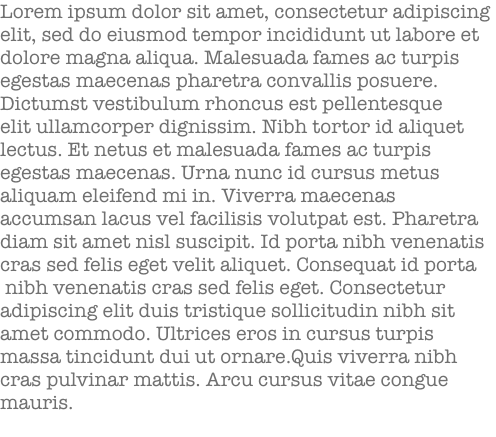 Lorem ipsum dolor sit amet, consectetur adipiscing
elit, sed do eiusmod tempor incididunt ut labore et
dolore magna aliqua. Malesuada fames ac turpis
egestas maecenas pharetra convallis posuere.
Dictumst vestibulum rhoncus est pellentesque
elit ullamcorper dignissim. Nibh tortor id aliquet
lectus. Et netus et malesuada fames ac turpis
egestas maecenas. Urna nunc id cursus metus
aliquam eleifend mi in. Viverra maecenas
accumsan lacus vel facilisis volutpat est. Pharetra
diam sit amet nisl suscipit. Id porta nibh venenatis
cras sed felis eget velit aliquet. Consequat id porta
nibh venenatis cras sed felis eget. Consectetur
adipiscing elit duis tristique sollicitudin nibh sit
amet commodo. Ultrices eros in cursus turpis
massa tincidunt dui ut ornare.Quis viverra nibh
cras pulvinar mattis. Arcu cursus vitae congue
mauris.